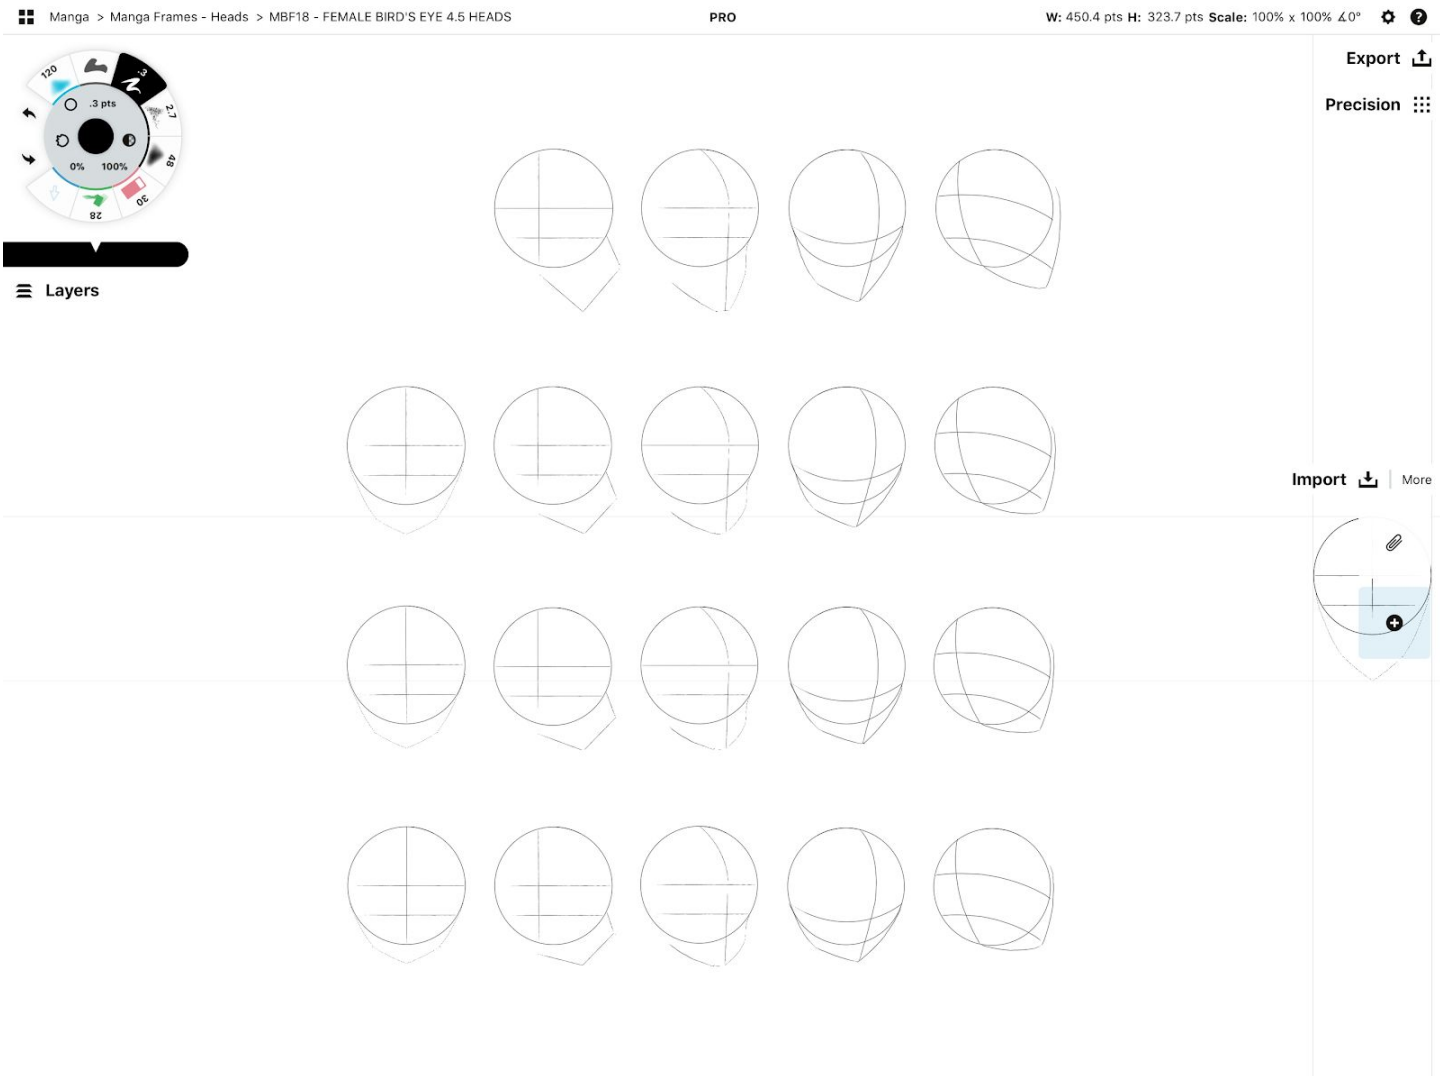 Manga > Manga Frames - Heads > MBF18 - FEMALE BIRD'S EYE 4.5 HEADS
PRO
W: 450.4 pts H: 323.7 pts Scale: 100% x 100% ∡0°
Export
Precision
120
.3
2.7
48
30
28
.3 pts
0% 100%
Layers
Import
More